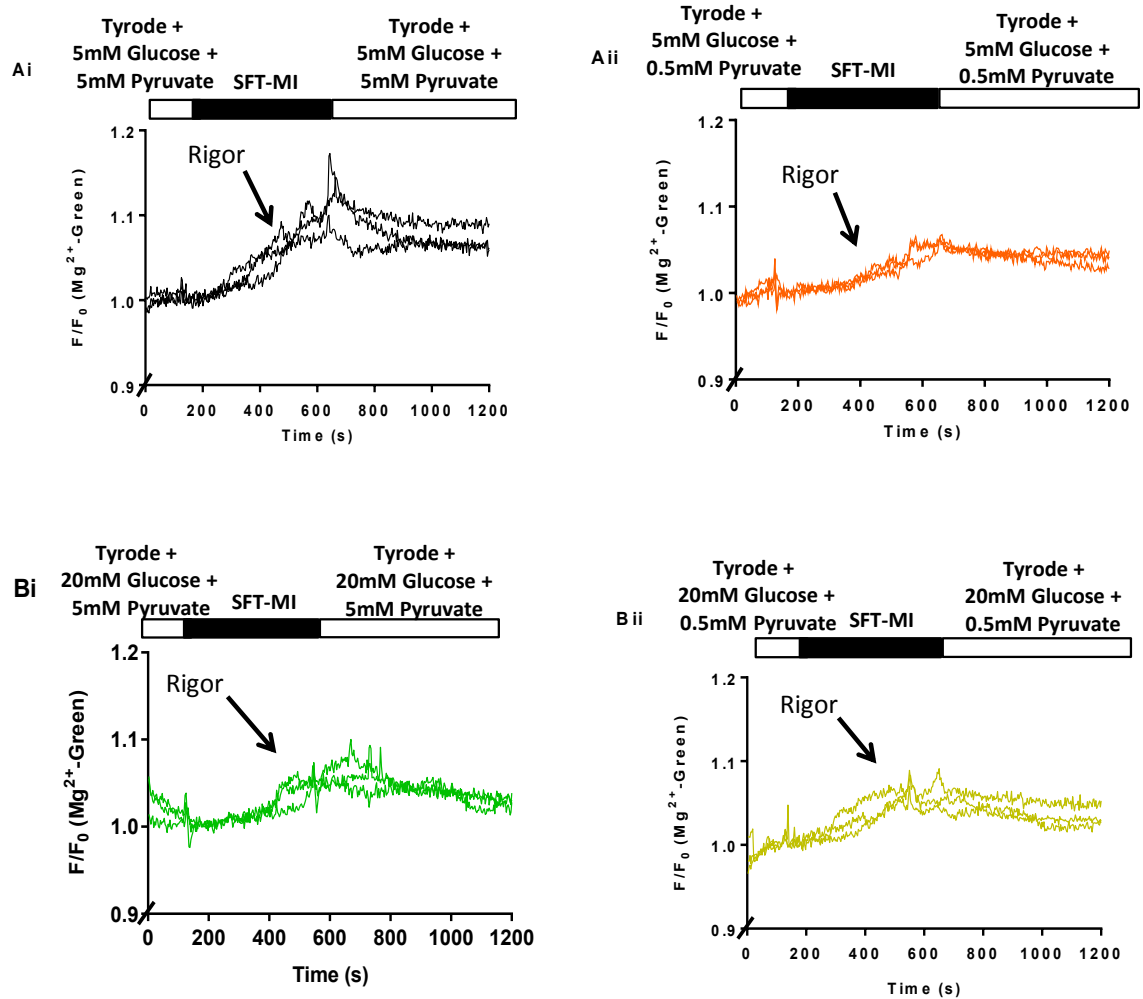 Ai
Tyrode +
5mM Glucose +
5mM Pyruvate
SFT-MI
Tyrode +
5mM Glucose +
5mM Pyruvate
Rigor
F/F0 (Mg2+-Green)
1.2
1.1
1.0
0.9
0 200 400 600 800 1000 1200
Time (s)
Aii
Tyrode +
5mM Glucose +
0.5mM Pyruvate
SFT-MI
Tyrode +
5mM Glucose +
0.5mM Pyruvate
Rigor
F/F0 (Mg2+-Green)
1.2
1.1
1.0
0.9
0 200 400 600 800 1000 1200
Time (s)
Bi
Tyrode +
20mM Glucose +
5mM Pyruvate
SFT-MI
Tyrode +
20mM Glucose +
5mM Pyruvate
Rigor
F/F0 (Mg2+-Green)
1.2
1.1
1.0
0.9
0 200 400 600 800 1000 1200
Time (s)
Bii
Tyrode +
20mM Glucose +
0.5mM Pyruvate
SFT-MI
Tyrode +
20mM Glucose +
0.5mM Pyruvate
Rigor
F/F0 (Mg2+-Green)
1.2
1.1
1.0
0.9
0 200 400 600 800 1000 1200
Time (s)